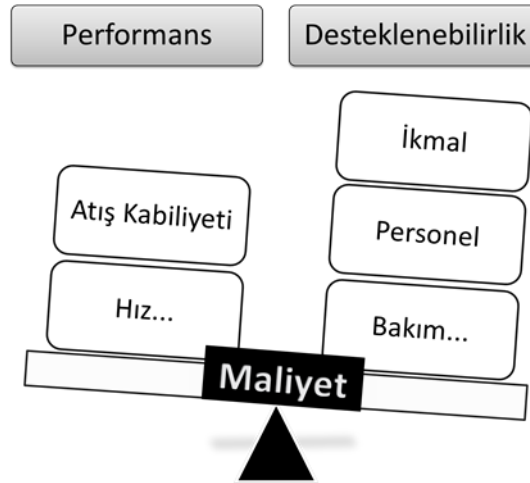 Performans
Desteklenebilirlik
İkmal
Atış Kabiliyeti
Personel
Hız...
Bakım...
Maliyet